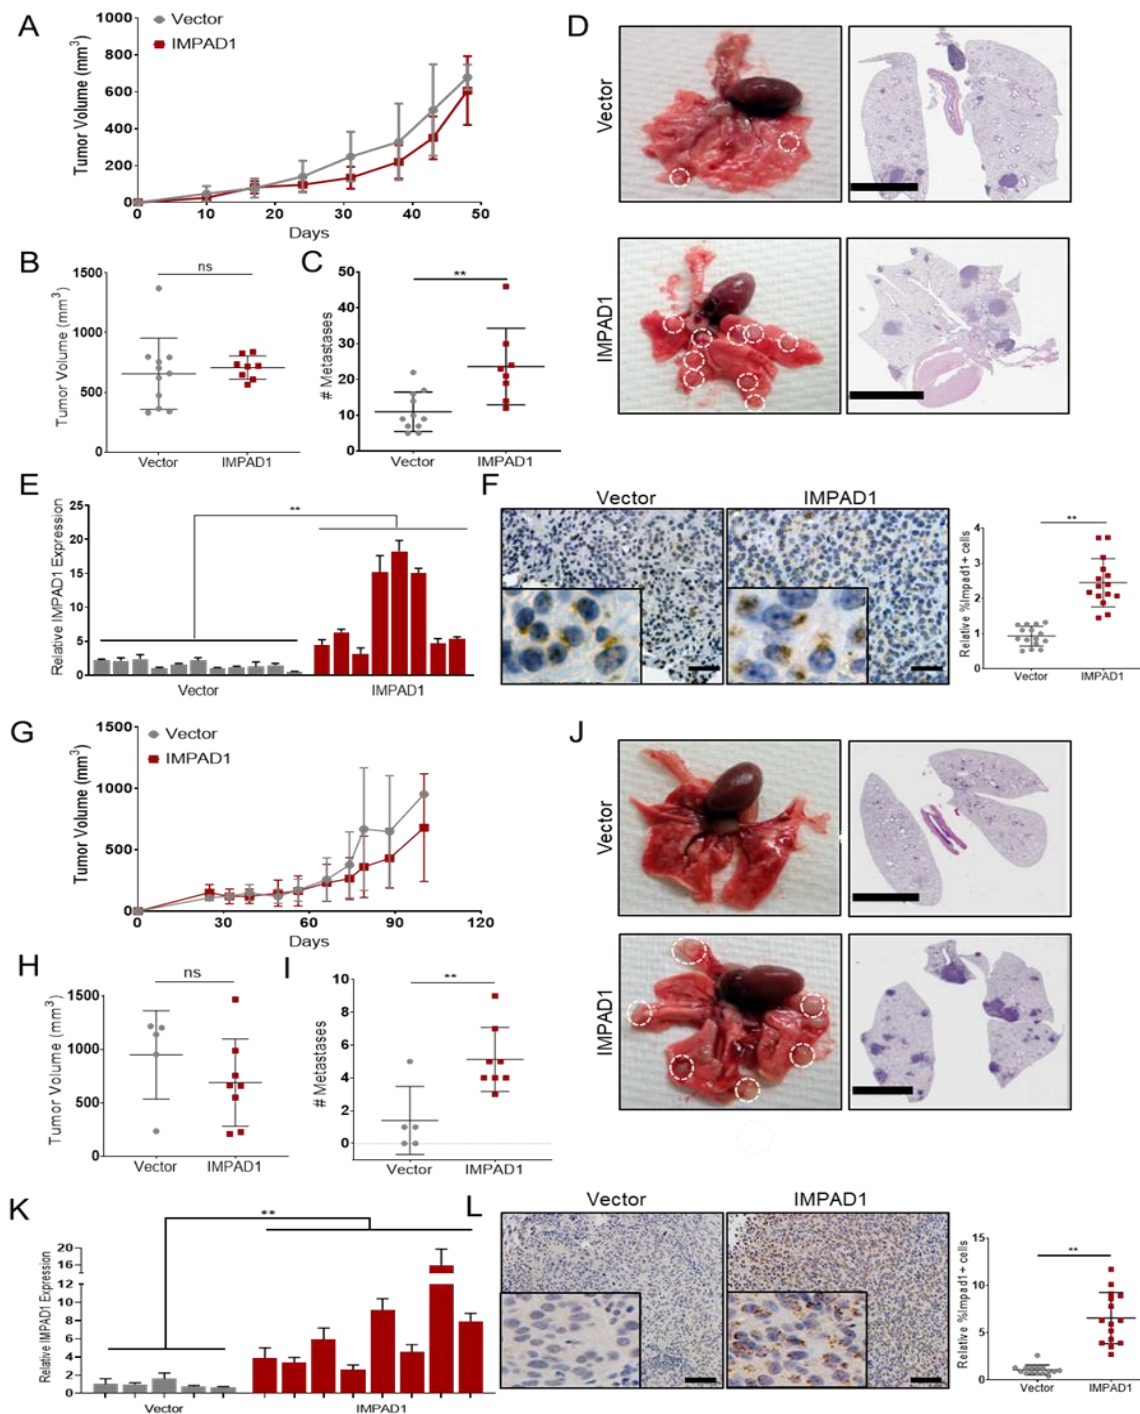 A
Tumor Volume (mm3)
1000
800
600
400
200
0
0 10 20 30 40 50
Days
Vector
IMPAD1
D
Vector
IMPAD1
B
Tumor Volume (mm3)
1500
1000
500
0
ns
Vector IMPAD1
C
# Metastases
50
40
30
20
10
0
**
Vector IMPAD1
E
Relative IMPAD1 Expression
25
20
15
10
5
0
**
Vector IMPAD1
F
Vector IMPAD1
Relative %Impad1+ cells
4
3
2
1
0
**
Vector IMPAD1
G
Tumor Volume (mm3)
1500
1000
500
0
0 30 60 90 120
Days
Vector
IMPAD1
J
Vector
IMPAD1
H
Tumor Volume (mm3)
1500
1000
500
0
ns
Vector IMPAD1
I
# Metastases
10
8
6
4
2
0
**
Vector IMPAD1
K
Relative IMPAD1 Expression
20
16
12
10
8
6
4
2
0
**
Vector IMPAD1
L
Vector IMPAD1
Relative %Impad1+ cells
15
10
5
0
**
Vector IMPAD1